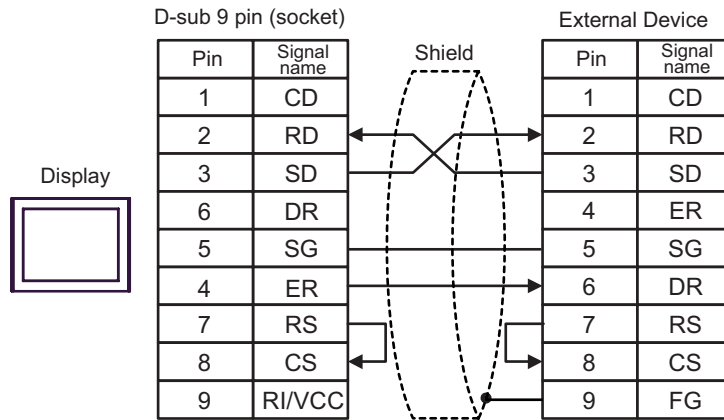 D-sub 9 pin (socket)
External Device
Shield
Display
Pin Signal name
1 CD
2 RD
3 SD
6 DR
5 SG
4 ER
7 RS
8 CS
9 RI/VCC
Pin Signal name
1 CD
2 RD
3 SD
4 ER
5 SG
6 DR
7 RS
8 CS
9 FG